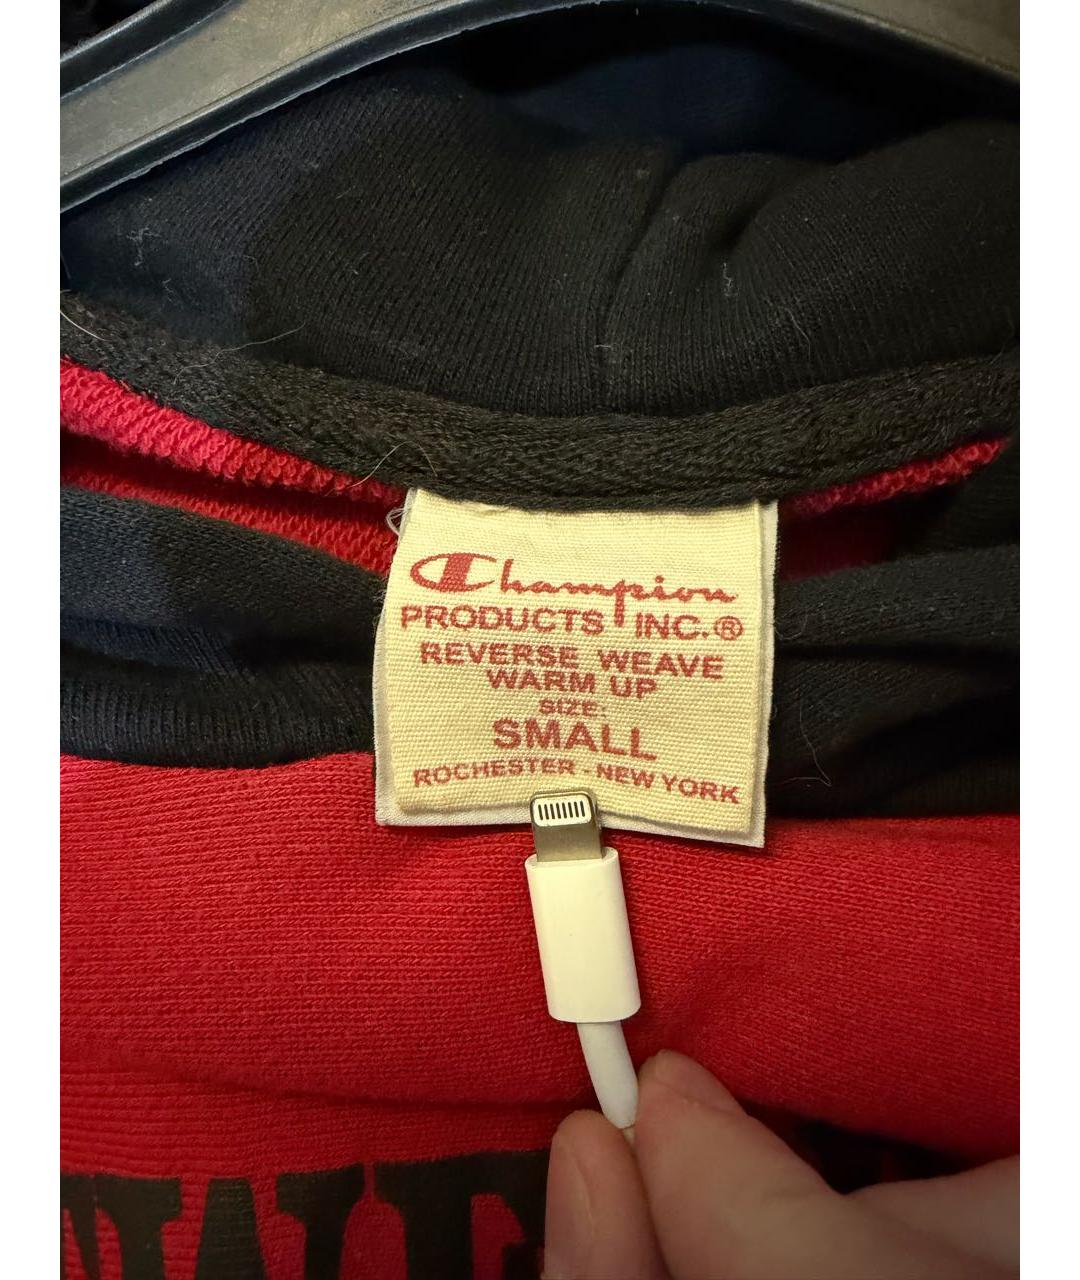 Champion
PRODUCTS INC.®
REVERSE WEAVE
WARM UP
SIZE:
SMALL
ROCHESTER - NEW YORK